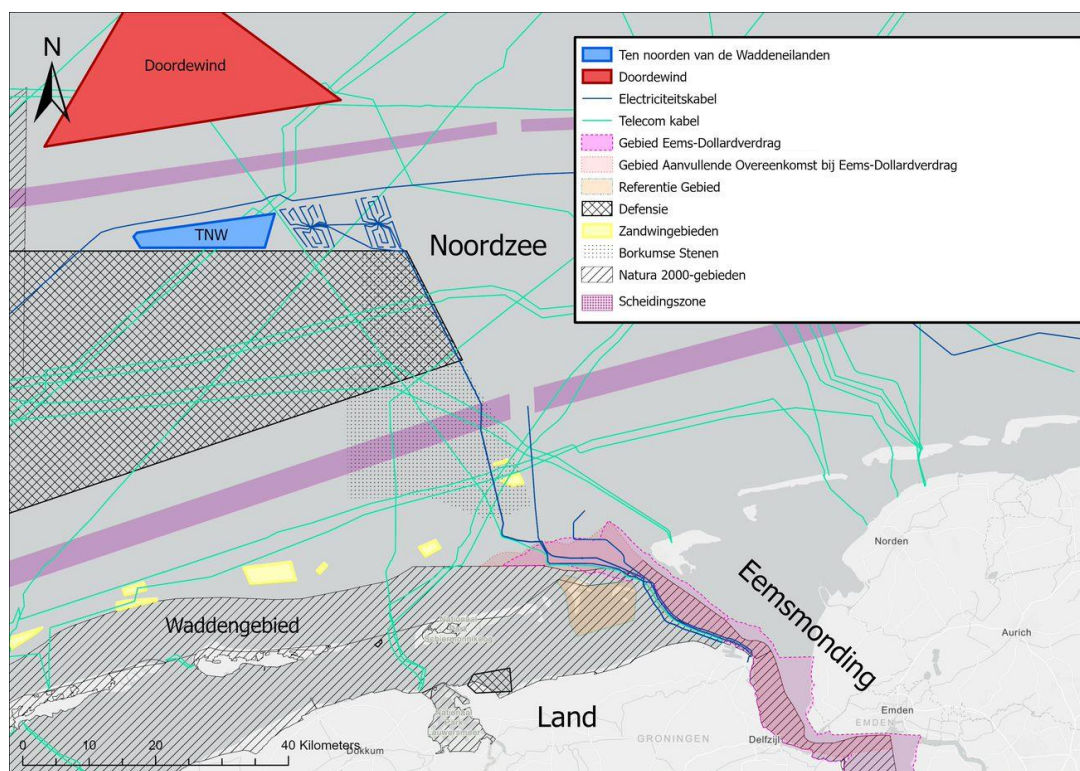 N
Doordewind
Ten noorden van de Waddeneilanden
Doordewind
Electriciteitskabel
Telecom kabel
Gebied Eems-Dollardverdrag
Gebied Aanvullende Overeenkomst bij Eems-Dollardverdrag
Referentie Gebied
Defensie
Zandwingebieden
Borkumse Stenen
Natura 2000-gebieden
Scheidingszone
TNW
Noordzee
Norden
Eemsmonding
Waddengebied
Aurich
Land
Emden
EMDEN
GRONINGEN
Delfzijl
Dokkum
0 10 20 40 Kilometers